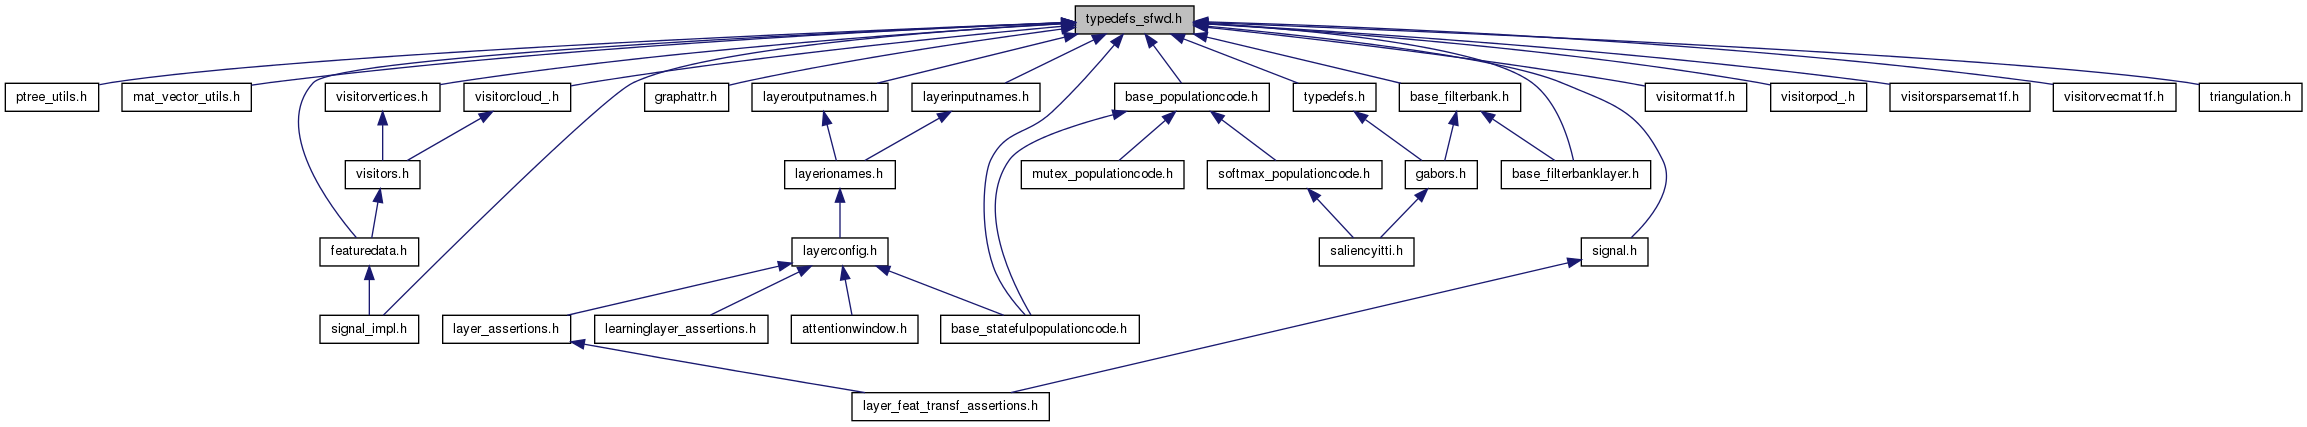 typedefs_sfwd.h
ptree_utils.h
mat_vector_utils.h
visitorvertices.h
visitorcloud_.h
graphattr.h
layeroutputnames.h
layerinputnames.h
base_populationcode.h
typedefs.h
base_filterbank.h
visitormat1f.h
visitorpod_.h
visitorsparsemat1f.h
visitorvecmat1f.h
triangulation.h
visitors.h
layerionames.h
mutex_populationcode.h
softmax_populationcode.h
gabors.h
base_filterbanklayer.h
featuredata.h
layerconfig.h
saliencyitti.h
signal.h
signal_impl.h
layer_assertions.h
learninglayer_assertions.h
attentionwindow.h
base_statefulpopulationcode.h
layer_feat_transf_assertions.h